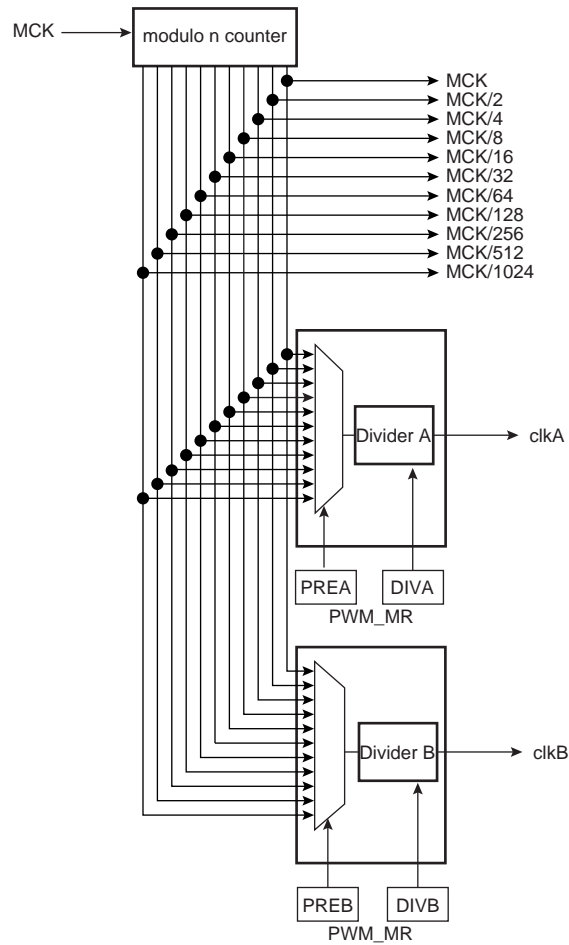 MCK
modulo n counter
MCK
MCK/2
MCK/4
MCK/8
MCK/16
MCK/32
MCK/64
MCK/128
MCK/256
MCK/512
MCK/1024
Divider A
clkA
PREA
DIVA
PWM_MR
Divider B
clkB
PREB
DIVB
PWM_MR